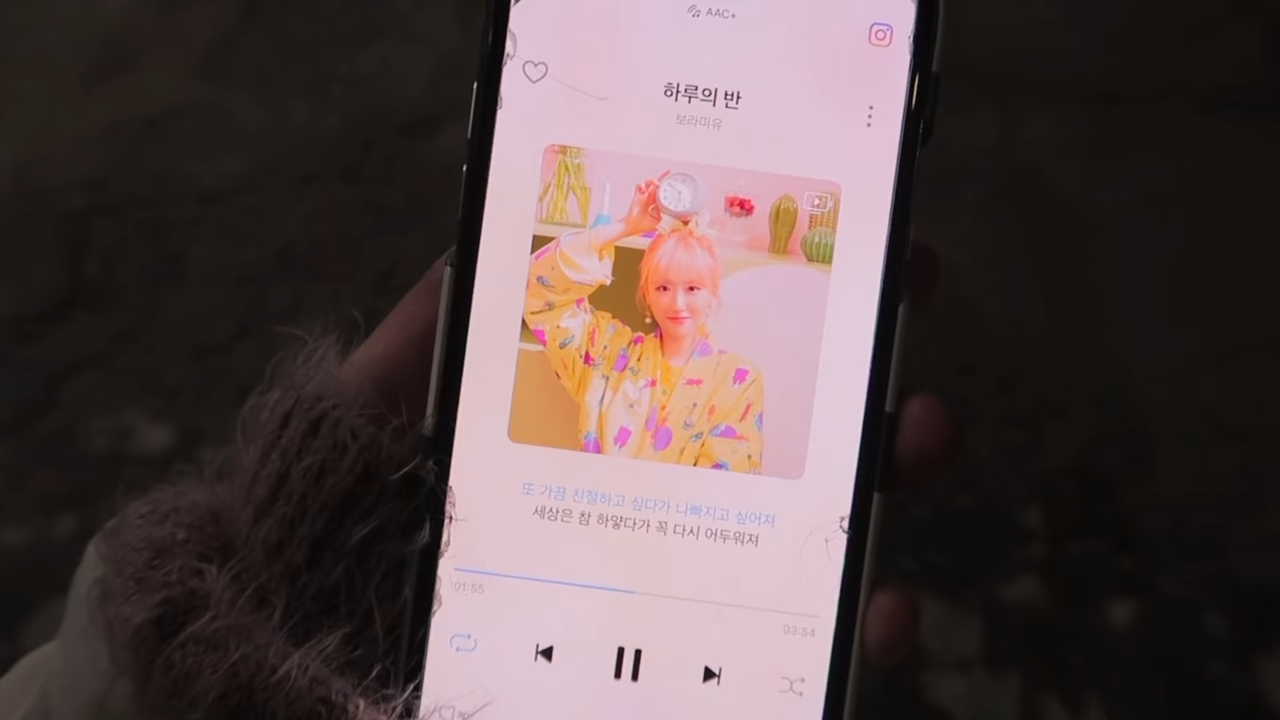 AAC+
하루의 반
보라미유
또 가끔 친절하고 싶다가 나빠지고 싶어져
세상은 참 하얗다가 꼭 다시 어두워져
01:55
03:54